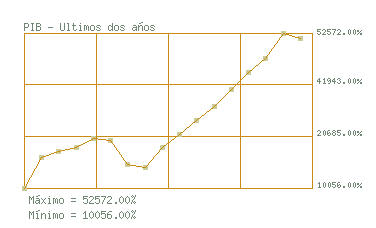 PIB - Ultimos dos años
52572.00%
41943.00%
20685.00%
10056.00%
Máximo = 52572.00%
Mínimo = 10056.00%